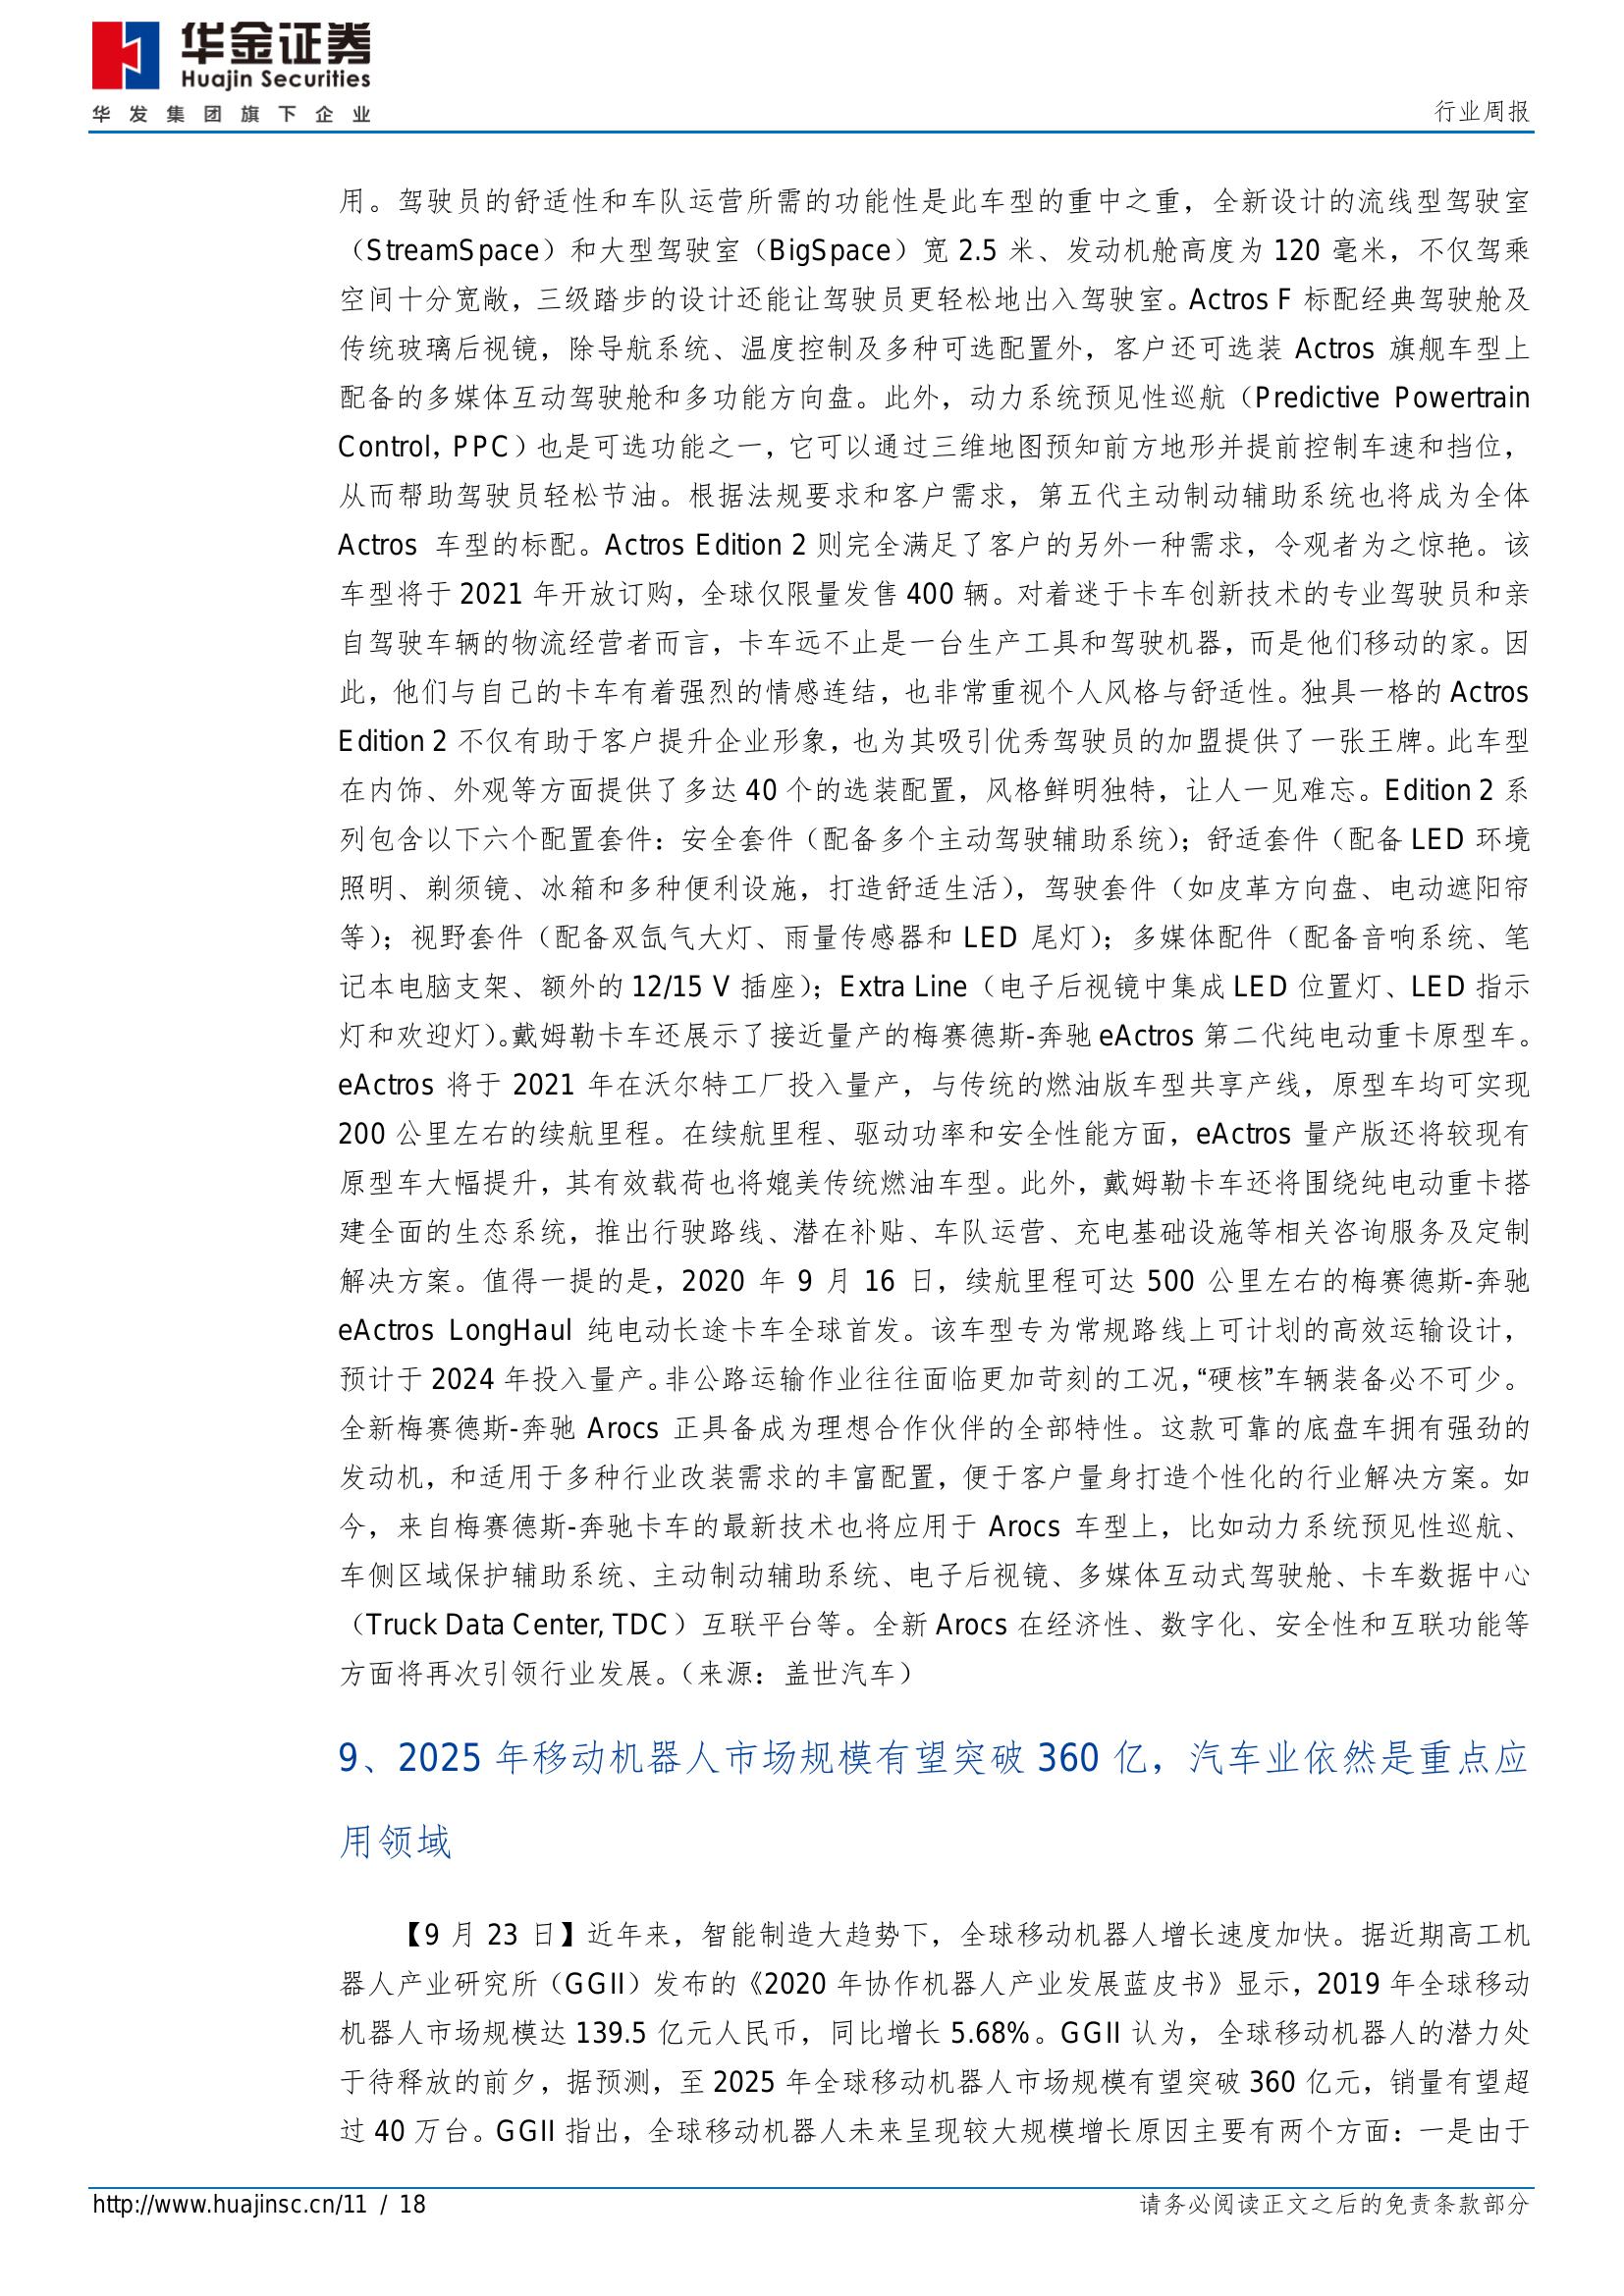 华金证券
Huajin Securities
华发集团旗下企业
行业周报
用。驾驶员的舒适性和车队运营所需的功能性是此车型的重中之重，全新设计的流线型驾驶室
（StreamSpace）和大型驾驶室（BigSpace）宽 2.5 米、发动机舱高度为 120 毫米，不仅驾乘
空间十分宽敞，三级踏步的设计还能让驾驶员更轻松地出入驾驶室。Actros F 标配经典驾驶舱及
传统玻璃后视镜，除导航系统、温度控制及多种可选配置外，客户还可选装 Actros 旗舰车型上
配备的多媒体互动驾驶舱和多功能方向盘。此外，动力系统预见性巡航（Predictive Powertrain
Control，PPC）也是可选功能之一，它可以通过三维地图预知前方地形并提前控制车速和挡位，
从而帮助驾驶员轻松节油。根据法规要求和客户需求，第五代主动制动辅助系统也将成为全体
Actros 车型的标配。Actros Edition 2 则完全满足了客户的另外一种需求，令观者为之惊艳。该
车型将于 2021 年开放订购，全球仅限量发售 400 辆。对着迷于卡车创新技术的专业驾驶员和亲
自驾驶车辆的物流经营者而言，卡车远不止是一台生产工具和驾驶机器，而是他们移动的家。因
此，他们与自己的卡车有着强烈的情感连结，也非常重视个人风格与舒适性。独具一格的 Actros
Edition 2 不仅有助于客户提升企业形象，也为其吸引优秀驾驶员的加盟提供了一张王牌。此车型
在内饰、外观等方面提供了多达 40 个的选装配置，风格鲜明独特，让人一见难忘。Edition 2 系
列包含以下六个配置套件：安全套件（配备多个主动驾驶辅助系统）；舒适套件（配备 LED 环境
照明、剃须镜、冰箱和多种便利设施，打造舒适生活），驾驶套件（如皮革方向盘、电动遮阳帘
等）；视野套件（配备双氙气大灯、雨量传感器和 LED 尾灯）；多媒体配件（配备音响系统、笔
记本电脑支架、额外的 12/15 V 插座）；Extra Line（电子后视镜中集成 LED 位置灯、LED 指示
灯和欢迎灯）。戴姆勒卡车还展示了接近量产的梅赛德斯-奔驰 eActros 第二代纯电动重卡原型车。
eActros 将于 2021 年在沃尔特工厂投入量产，与传统的燃油版车型共享产线，原型车均可实现
200 公里左右的续航里程。在续航里程、驱动功率和安全性能方面，eActros 量产版还将较现有
原型车大幅提升，其有效载荷也将媲美传统燃油车型。此外，戴姆勒卡车还将围绕纯电动重卡搭
建全面的生态系统，推出行驶路线、潜在补贴、车队运营、充电基础设施等相关咨询服务及定制
解决方案。值得一提的是，2020 年 9 月 16 日，续航里程可达 500 公里左右的梅赛德斯-奔驰
eActros LongHaul 纯电动长途卡车全球首发。该车型专为常规路线上可计划的高效运输设计，
预计于 2024 年投入量产。非公路运输作业往往面临更加苛刻的工况，“硬核”车辆装备必不可少。
全新梅赛德斯-奔驰 Arocs 正具备成为理想合作伙伴的全部特性。这款可靠的底盘车拥有强劲的
发动机，和适用于多种行业改装需求的丰富配置，便于客户量身打造个性化的行业解决方案。如
今，来自梅赛德斯-奔驰卡车的最新技术也将应用于 Arocs 车型上，比如动力系统预见性巡航、
车侧区域保护辅助系统、主动制动辅助系统、电子后视镜、多媒体互动式驾驶舱、卡车数据中心
（Truck Data Center, TDC）互联平台等。全新 Arocs 在经济性、数字化、安全性和互联功能等
方面将再次引领行业发展。（来源：盖世汽车）
9、2025 年移动机器人市场规模有望突破 360 亿，汽车业依然是重点应
用领域
【9 月 23 日】近年来，智能制造大趋势下，全球移动机器人增长速度加快。据近期高工机
器人产业研究所（GGII）发布的《2020 年协作机器人产业发展蓝皮书》显示，2019 年全球移动
机器人市场规模达 139.5 亿元人民币，同比增长 5.68%。GGII 认为，全球移动机器人的潜力处
于待释放的前夕，据预测，至 2025 年全球移动机器人市场规模有望突破 360 亿元，销量有望超
过 40 万台。GGII 指出，全球移动机器人未来呈现较大规模增长原因主要有两个方面：一是由于
http://www.huajinsc.cn/11 / 18
请务必阅读正文之后的免责条款部分